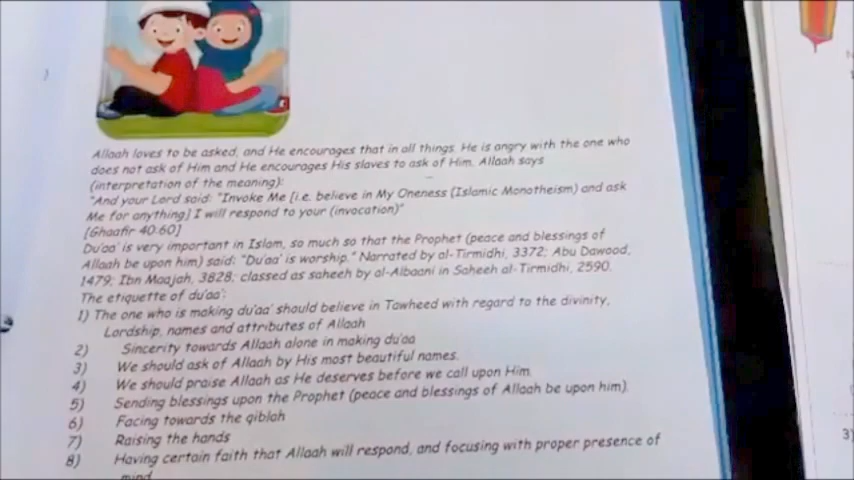 Allaah loves to be asked, and He encourages that in all things. He is angry with the one who
does not ask of Him and He encourages His slaves to ask of Him. Allaah says
(interpretation of the meaning):
"And your Lord said: "Invoke Me [i.e. believe in My Oneness (Islamic Monotheism) and ask
Me for anything] I will respond to your (invocation)"
[Ghaafir 40:60]
Du'aa' is very important in Islam, so much so that the Prophet (peace and blessings of
Allaah be upon him) said: "Du'aa' is worship." Narrated by al-Tirmidhi, 3372; Abu Dawood,
1479; Ibn Maajah, 3828; classed as saheeh by al-Albaani in Saheeh al-Tirmidhi, 2590.
The etiquette of du'aa':
1) The one who is making du'aa' should believe in Tawheed with regard to the divinity,
Lordship, names and attributes of Allaah
2) Sincerity towards Allaah alone in making du'aa
3) We should ask of Allaah by His most beautiful names.
4) We should praise Allaah as He deserves before we call upon Him
5) Sending blessings upon the Prophet (peace and blessings of Allaah be upon him)
6) Facing towards the qiblah
7) Raising the hands
8) Having certain faith that Allaah will respond, and focusing with proper presence of
mind
3)